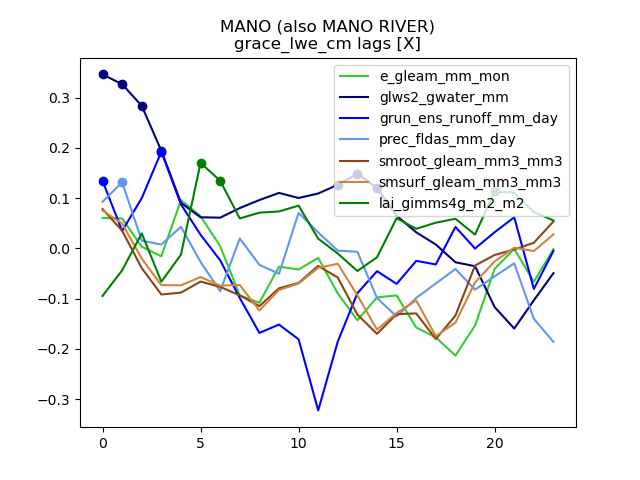 MANO (also MANO RIVER)
grace_lwe_cm lags [X]
e_gleam_mm_mon
glws2_gwater_mm
grun_ens_runoff_mm_day
prec_fldas_mm_day
smroot_gleam_mm3_mm3
smsurf_gleam_mm3_mm3
lai_gimms4g_m2_m2
0.3
0.2
0.1
0.0
−0.1
−0.2
−0.3
0 5 10 15 20